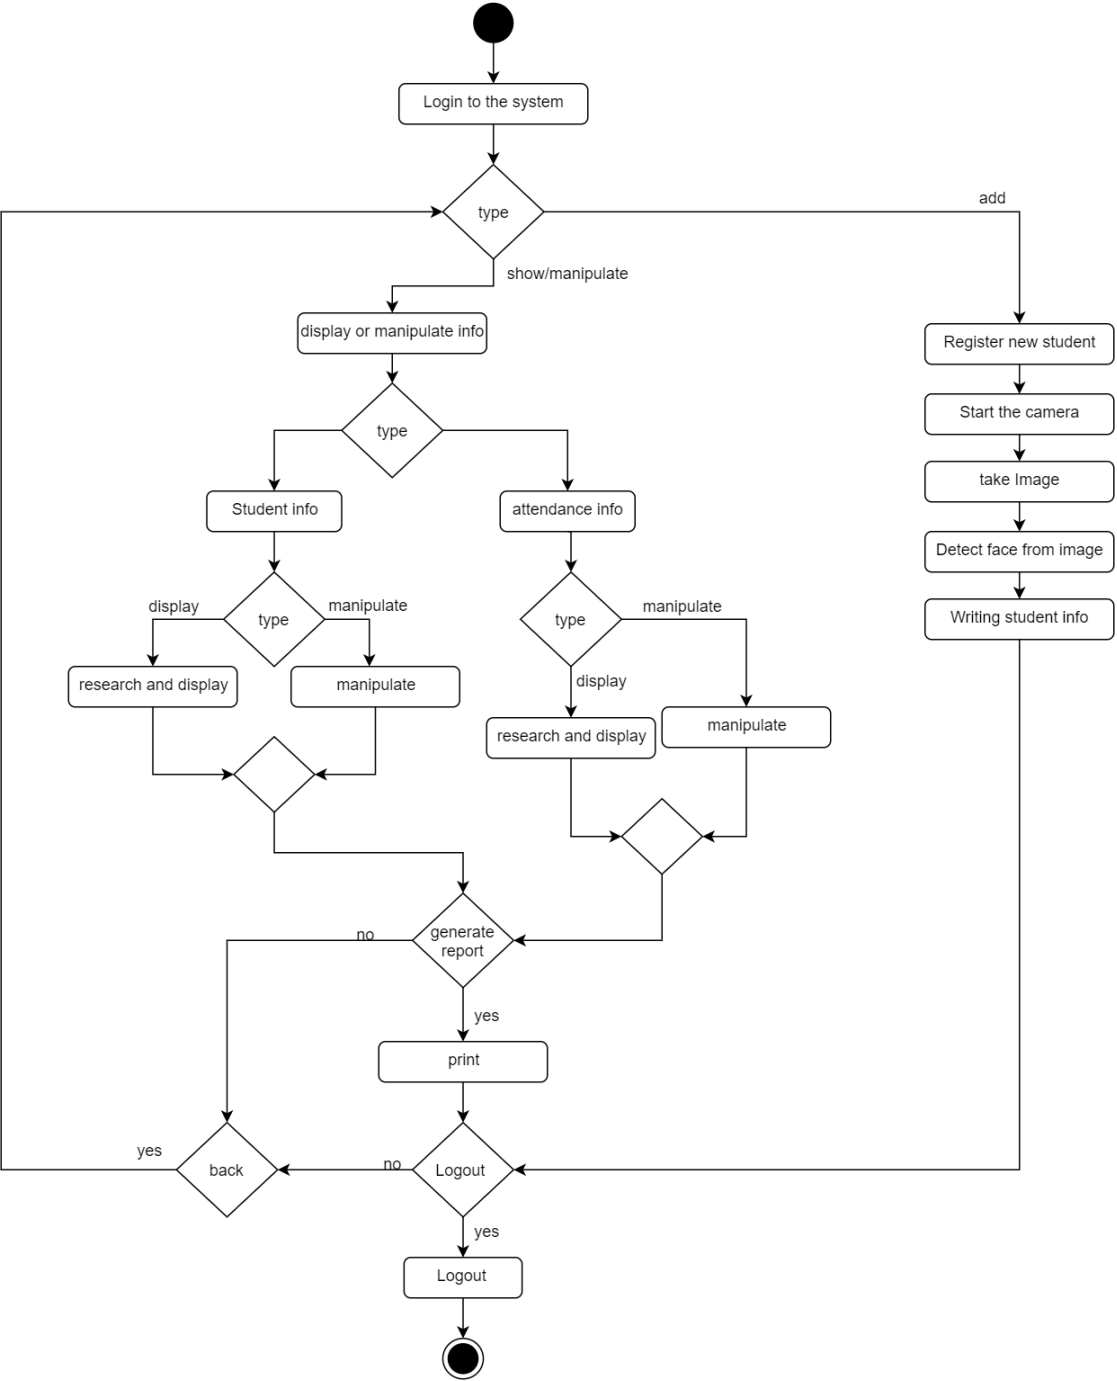 Login to the system
type
add
show/manipulate
display or manipulate info
Register new student
Start the camera
type
take Image
Student info
attendance info
Detect face from image
display
type
manipulate
type
manipulate
Writing student info
research and display
manipulate
display
research and display
manipulate
generate
report
no
yes
print
yes
back
no
Logout
yes
Logout